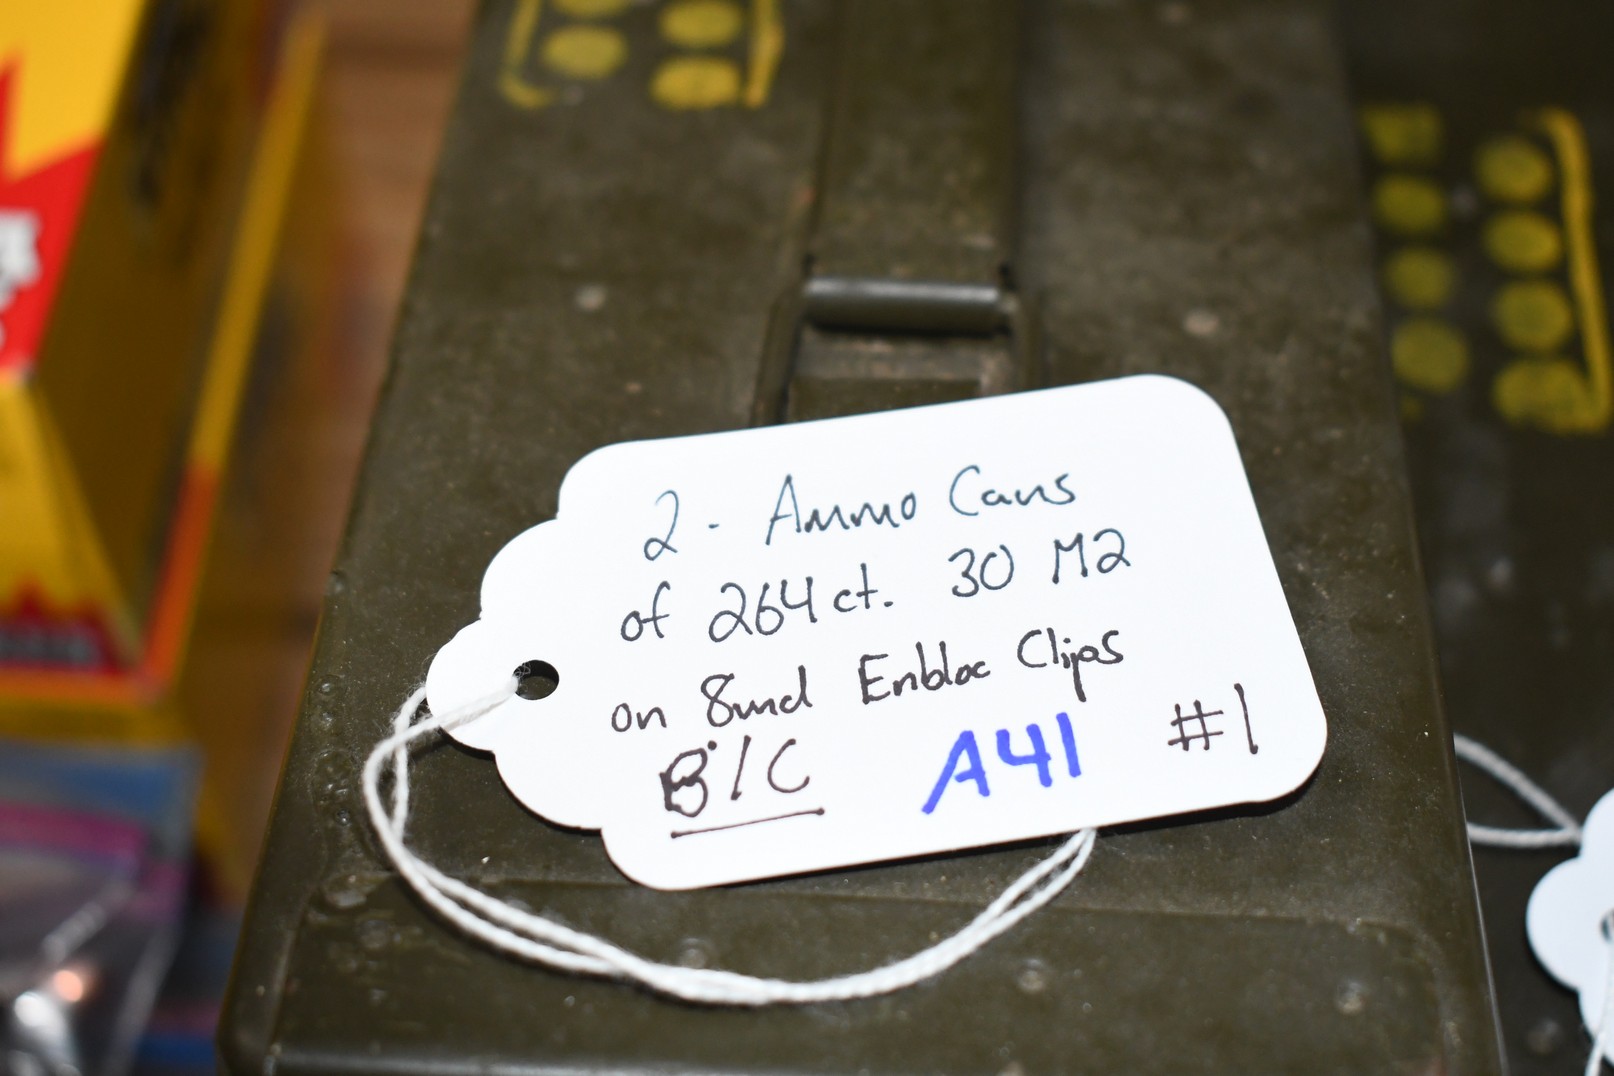 2 - Ammo Cans
of 264 ct. 30 M2
on 8rnd Enbloc Clips
B/C A41 #1